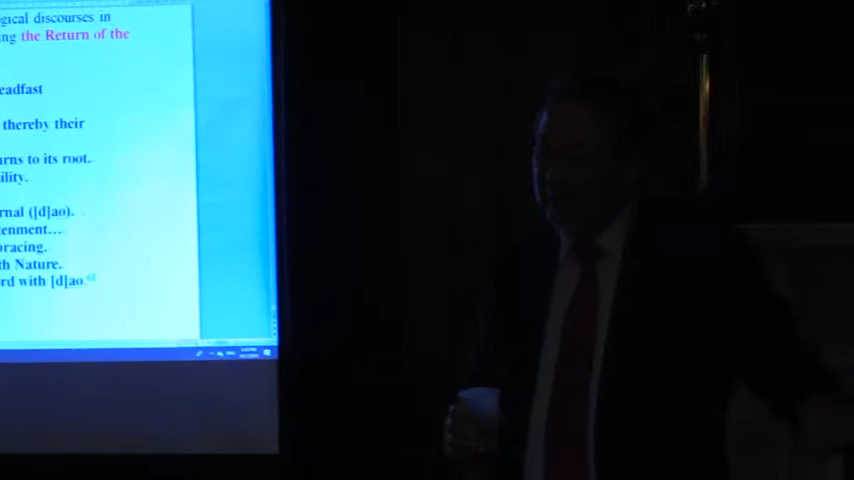 gical discourses in
ing the Return of the
eadfast
thereby their
urns to its root.
ility.
rnal ([d]ao).
tenment...
bracing.
th Nature.
rd with [d]ao.